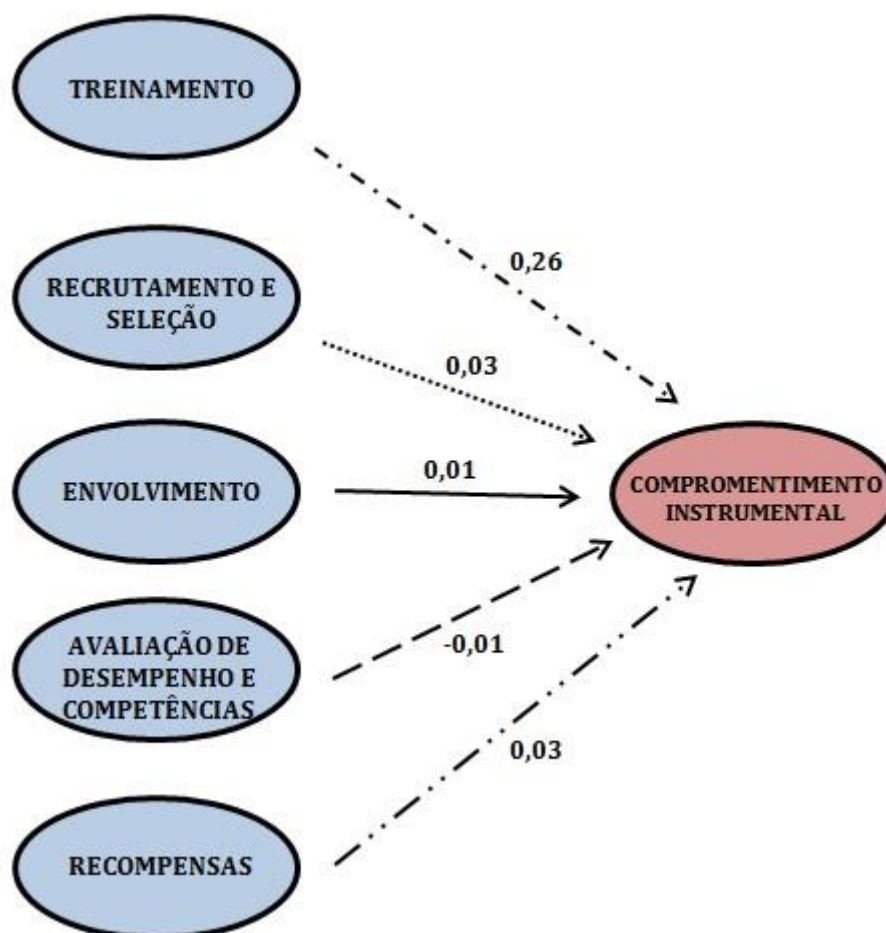 TREINAMENTO
0,26
RECRUTAMENTO E
SELEÇÃO
0,03
ENVOLVIMENTO
0,01
COMPROMENTIMENTO
INSTRUMENTAL
AVALIAÇÃO DE
DESEMPENHO E
COMPETÊNCIAS
-0,01
0,03
RECOMPENSAS